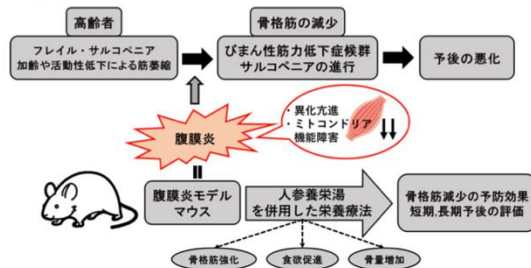 高齢者
フレイル・サルコペニア
加齢や活動性低下による筋萎縮
骨格筋の減少
びまん性筋力低下症候群
サルコペニアの進行
予後の悪化
腹膜炎
・異化亢進
・ミトコンドリア
機能障害
腹膜炎モデル
マウス
人参養栄湯
を併用した栄養療法
骨格筋減少の予防効果
短期.長期予後の評価
骨格筋強化
食欲促進
骨量増加